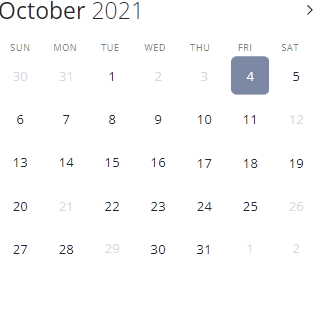 October 2021
SUN MON TUE WED THU FRI SAT
30 31 1 2 3 4 5
6 7 8 9 10 11 12
13 14 15 16 17 18 19
20 21 22 23 24 25 26
27 28 29 30 31 1 2